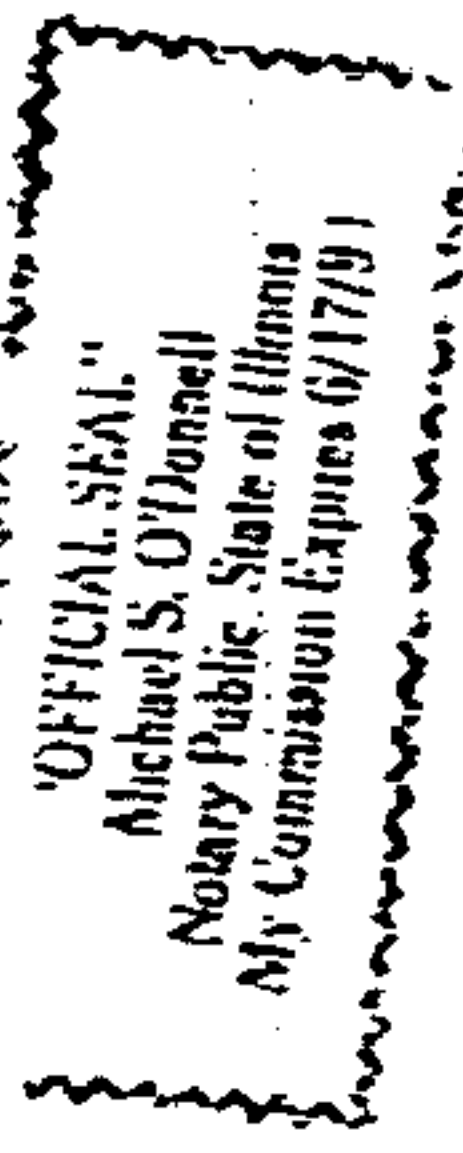 "OFFICIAL SEAL"
Michael S. O'Donnell
Notary Public, State of Illinois
My Commission Expires 6/17/91